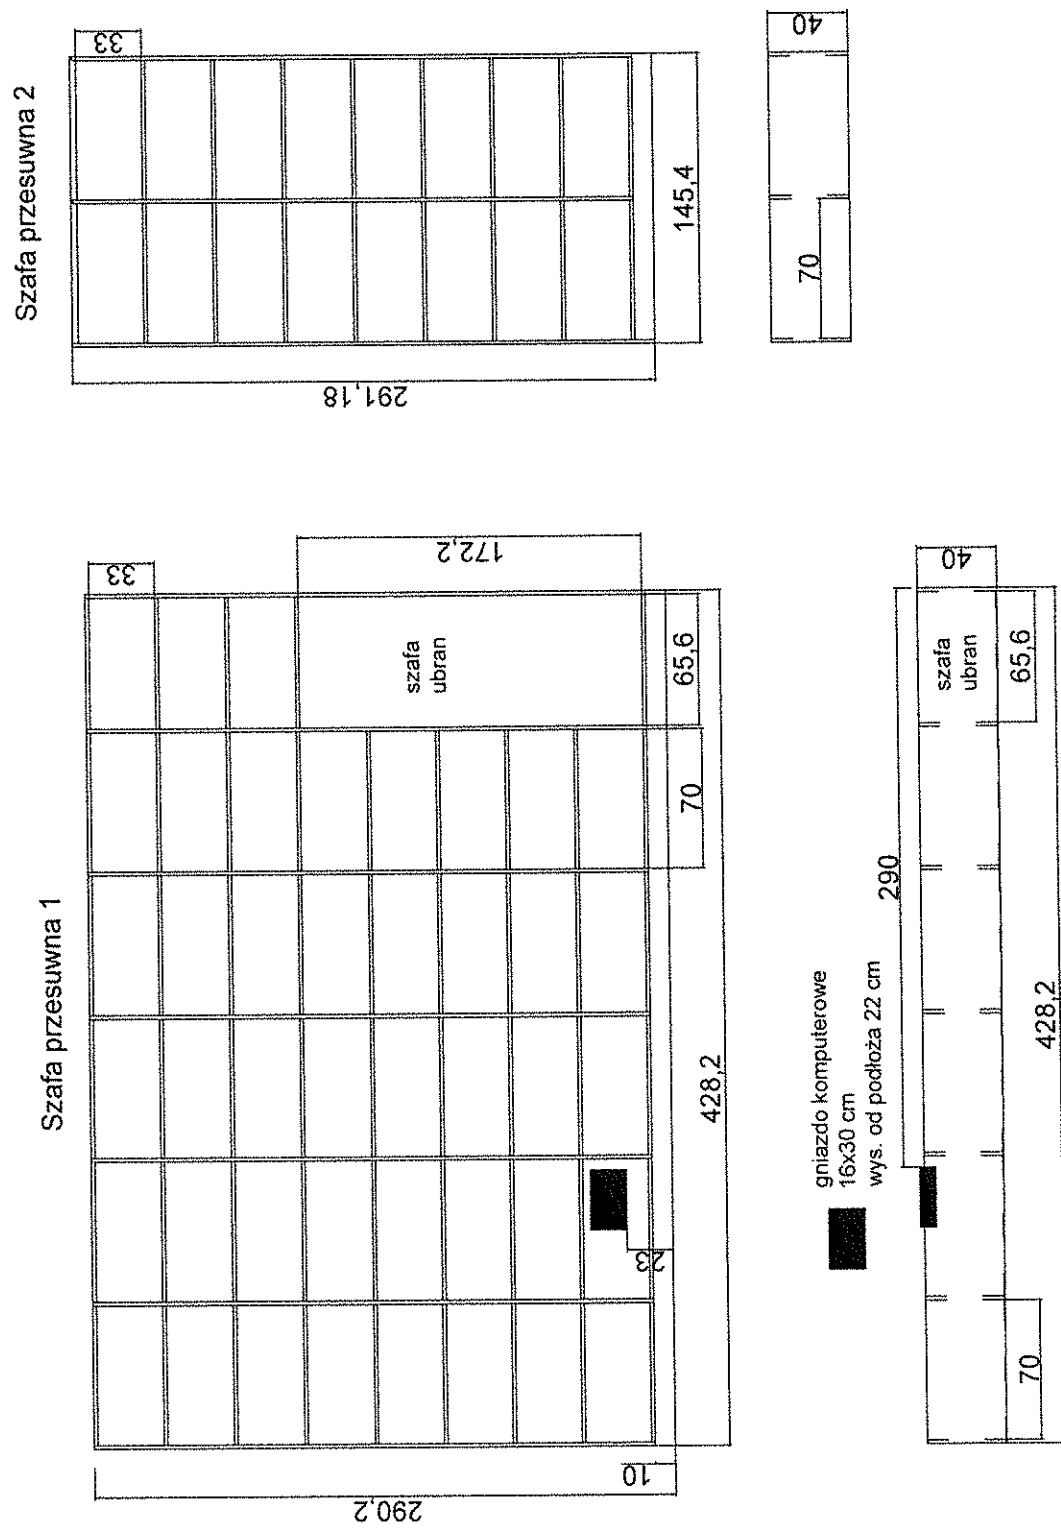 Szafa przesuwna 1
33
172,2
szafa
ubran
65,6
70
428,2
23
10
290,2
gniazdo komputerowe
16x30 cm
wys. od podłoża 22 cm
290
40
szafa
ubran
65,6
70
428,2
Szafa przesuwna 2
33
291,18
145,4
40
70